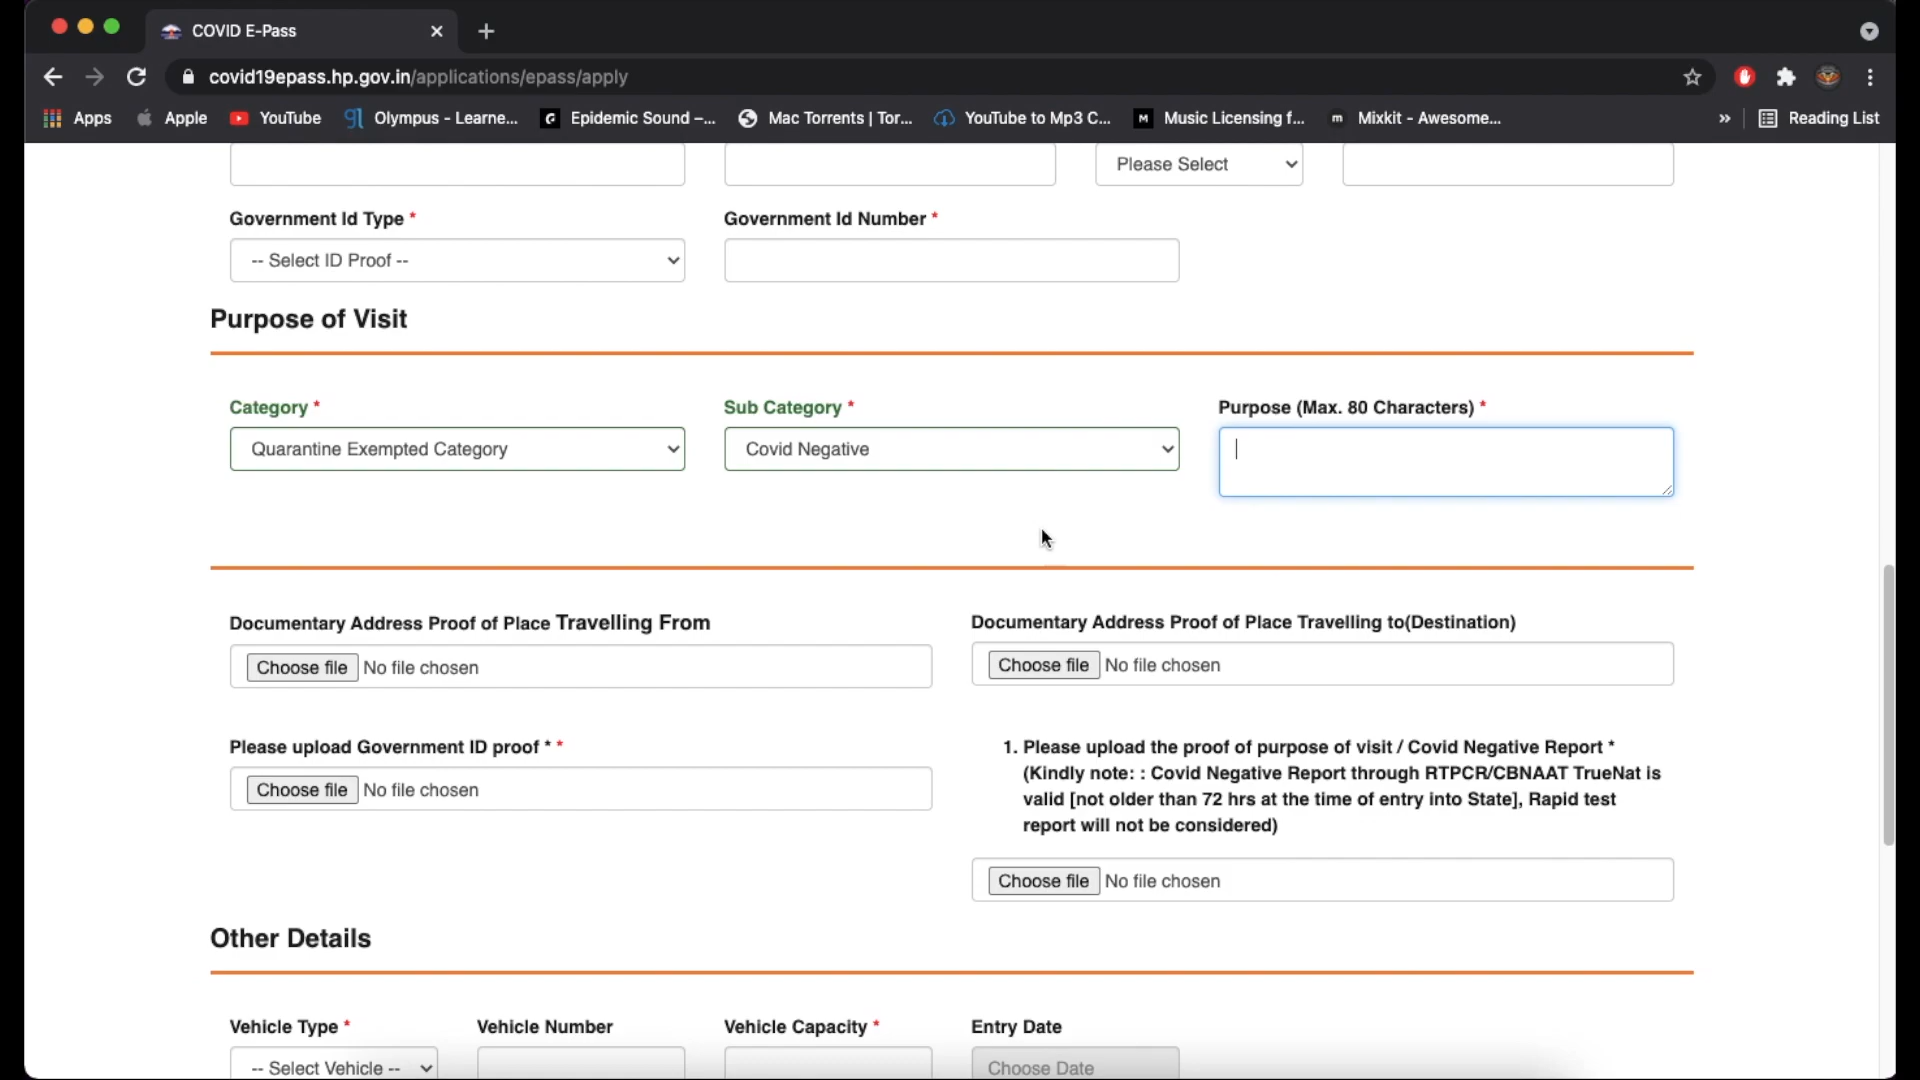 COVID E-Pass
covid19epass.hp.gov.in/applications/epass/apply
Apps Apple YouTube Olympus - Learne... Epidemic Sound –... Mac Torrents | Tor... YouTube to Mp3 C... Music Licensing f... Mixkit - Awesome... » Reading List
Please Select
Government Id Type * Government Id Number *
-- Select ID Proof --
Purpose of Visit
Category * Sub Category * Purpose (Max. 80 Characters) *
Quarantine Exempted Category Covid Negative
Documentary Address Proof of Place Travelling From Documentary Address Proof of Place Travelling to(Destination)
Choose file No file chosen Choose file No file chosen
Please upload Government ID proof * * 1. Please upload the proof of purpose of visit / Covid Negative Report *
(Kindly note: : Covid Negative Report through RTPCR/CBNAAT TrueNat is
Choose file No file chosen valid [not older than 72 hrs at the time of entry into State], Rapid test
report will not be considered)
Choose file No file chosen
Other Details
Vehicle Type * Vehicle Number Vehicle Capacity * Entry Date
-- Select Vehicle -- Choose Date